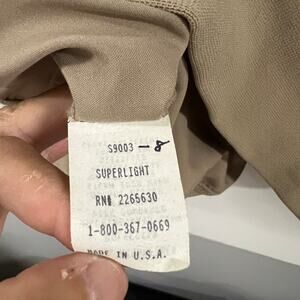 S9003-8
SUPERLIGHT
RN# 2265630
1-800-367-0669
MADE IN U.S.A.